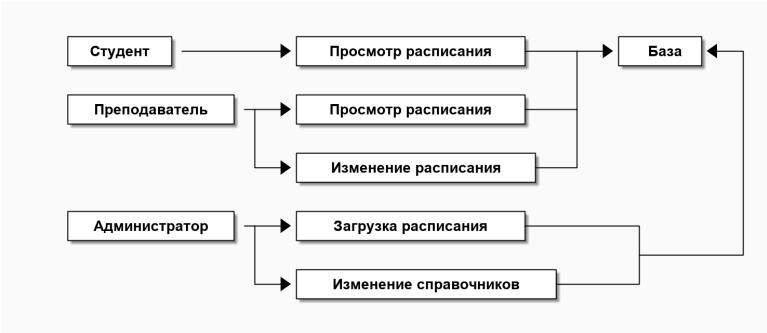 Студент
Просмотр расписания
База
Преподаватель
Просмотр расписания
Изменение расписания
Администратор
Загрузка расписания
Изменение справочников